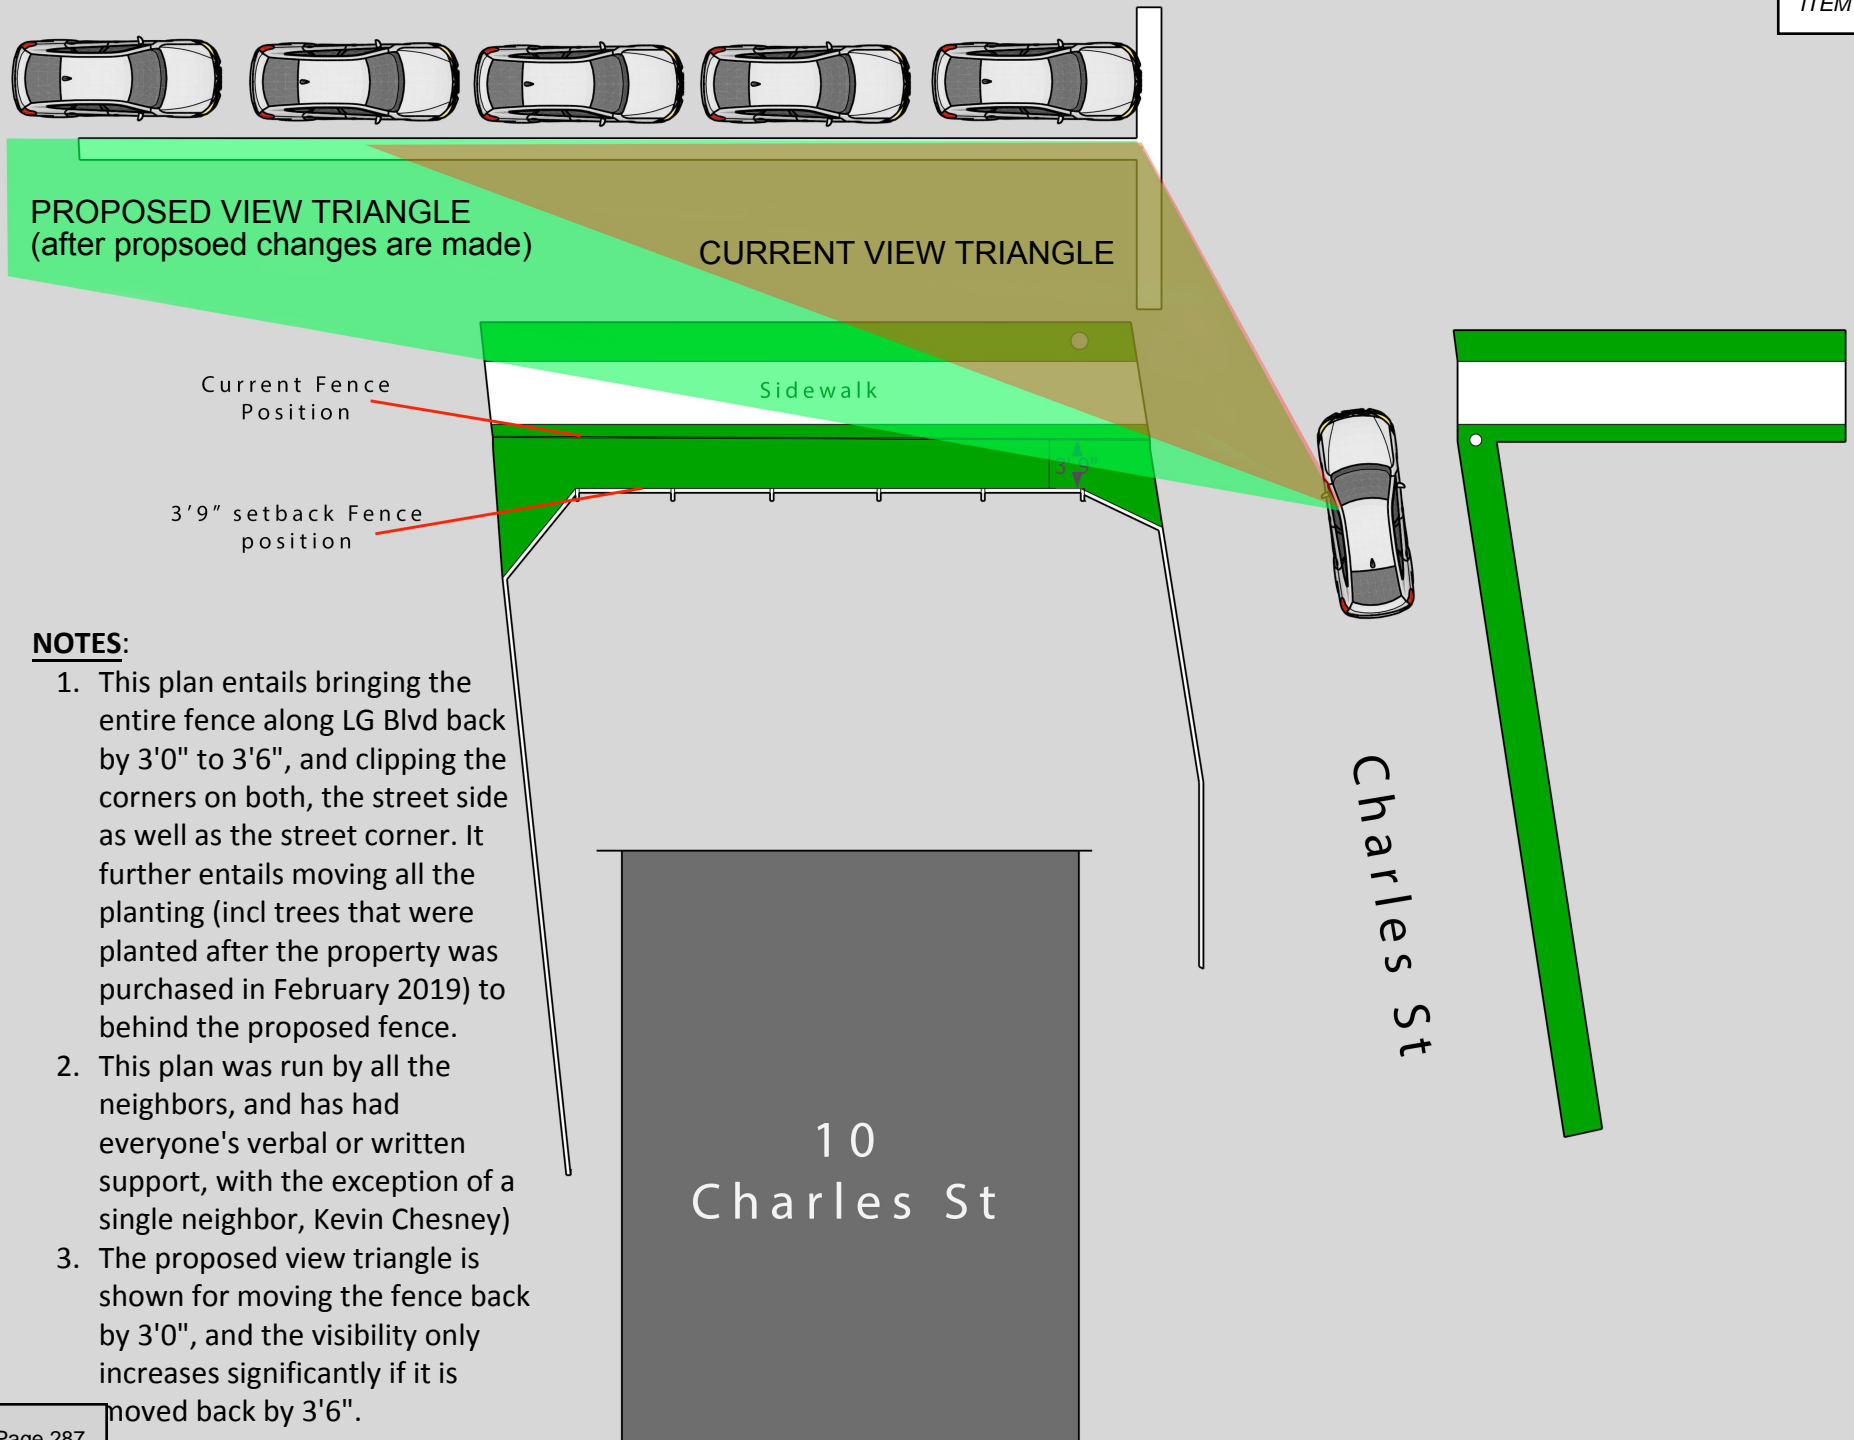 ITEM
PROPOSED VIEW TRIANGLE
(after propsoed changes are made)
CURRENT VIEW TRIANGLE
Current Fence
Position
Sidewalk
3'9"
3'9" setback Fence
position
NOTES:
1. This plan entails bringing the
entire fence along LG Blvd back
by 3'0" to 3'6", and clipping the
corners on both, the street side
as well as the street corner. It
further entails moving all the
planting (incl trees that were
planted after the property was
purchased in February 2019) to
behind the proposed fence.
2. This plan was run by all the
neighbors, and has had
everyone's verbal or written
support, with the exception of a
single neighbor, Kevin Chesney)
3. The proposed view triangle is
shown for moving the fence back
by 3'0", and the visibility only
increases significantly if it is
moved back by 3'6".
Charles St
10
Charles St
Page 287